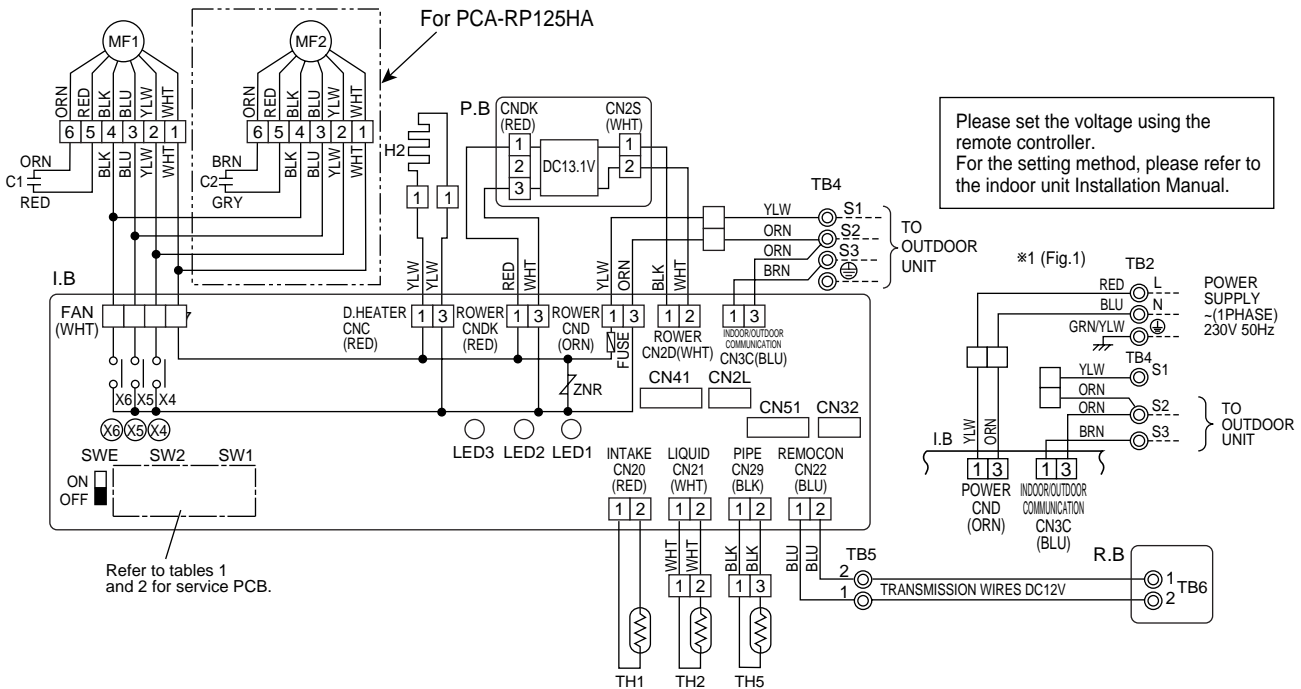 For PCA-RP125HA
MF1
MF2
ORN RED BLK BLU YLW WHT
ORN RED BLK BLU YLW WHT
6 5 4 3 2 1
6 5 4 3 2 1
BLK BLU YLW WHT
BLK BLU YLW WHT
ORN
C1
RED
BRN
C2
GRY
H2
1 1
P.B
CNDK
(RED)
CN2S
(WHT)
1
2
3
DC13.1V
1
2
TB4
YLW
ORN
ORN
BRN
S1
S2
S3
TO
OUTDOOR
UNIT
Please set the voltage using the
remote controller.
For the setting method, please refer to
the indoor unit Installation Manual.
※1 (Fig.1)
TB2
RED L
BLU N
GRN/YLW
POWER
SUPPLY
~(1PHASE)
230V 50Hz
TB4
YLW S1
ORN
ORN S2
BRN S3
TO
OUTDOOR
UNIT
I.B
YLW ORN
1 3 1 3
POWER
CND
(ORN)
INDOOR/OUTDOOR
COMMUNICATION
CN3C
(BLU)
I.B
YLW YLW
RED WHT
YLW ORN
BLK WHT
FAN
(WHT)
D.HEATER
CNC
(RED)
1 3
ROWER
CNDK
(RED)
1 3
ROWER
CND
(ORN)
1 3
FUSE
1 2
ROWER
CN2D(WHT)
1 3
INDOOR/OUTDOOR
COMMUNICATION
CN3C(BLU)
ZNR
CN41 CN2L
CN51 CN32
X6 X5 X4
X6 X5 X4
LED3 LED2 LED1
SWE SW2 SW1
ON
OFF
INTAKE
CN20
(RED)
LIQUID
CN21
(WHT)
PIPE
CN29
(BLK)
REMOCON
CN22
(BLU)
1 2 1 2 1 2 1 2
WHT WHT BLK BLK BLU BLU
1 2 1 3
Refer to tables 1
and 2 for service PCB.
TB5
2
1
TRANSMISSION WIRES DC12V
R.B
1
2
TB6
TH1 TH2 TH5